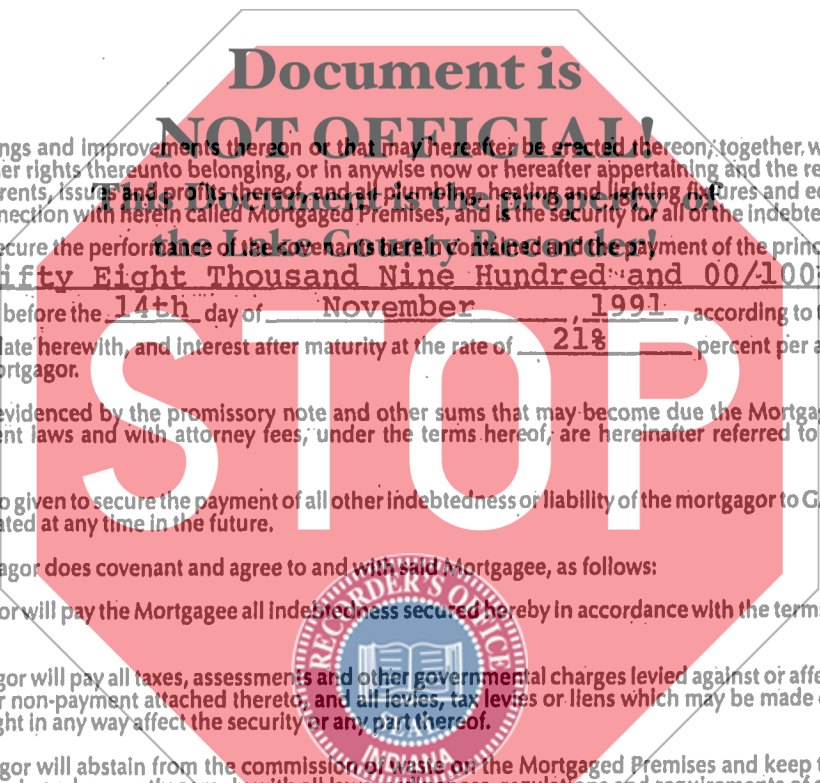 Document is
NOT OFFICIAL!
ngs and improvements thereon or that may hereafter be erected thereon, together, w
er rights thereunto belonging, or in anywise now or hereafter appertaining and the re
rents, issues and profits thereof, and all plumbing, heating and lighting fixtures and e
This Document is the property of
nection with herein called Mortgaged Premises, and is the security for all of the indebte
ecure the performance of the covenants herein contained and the payment of the princ
the Lake County Recorder!
ifty Eight Thousand Nine Hundred and 00/100
before the 14th day of November, 1991, according to t
late herewith, and interest after maturity at the rate of 21% percent per a
ortgagor.
STOP
evidenced by the promissory note and other sums that may become due the Mortga
ent laws and with attorney fees, under the terms hereof, are hereinafter referred to
o given to secure the payment of all other indebtedness or liability of the mortgagor to G
ated at any time in the future.
agor does covenant and agree to and with said Mortgagee, as follows:
or will pay the Mortgagee all indebtedness secured hereby in accordance with the terms
RECORDER'S OFFICE
gor will pay all taxes, assessments and other governmental charges levied against or affe
r non-payment attached thereto, and all levies, tax levies or liens which may be made
SEAL
ght in any way affect the security or any part thereof.
INDIANA
gor will abstain from the commission of waste on the Mortgaged Premises and keep t